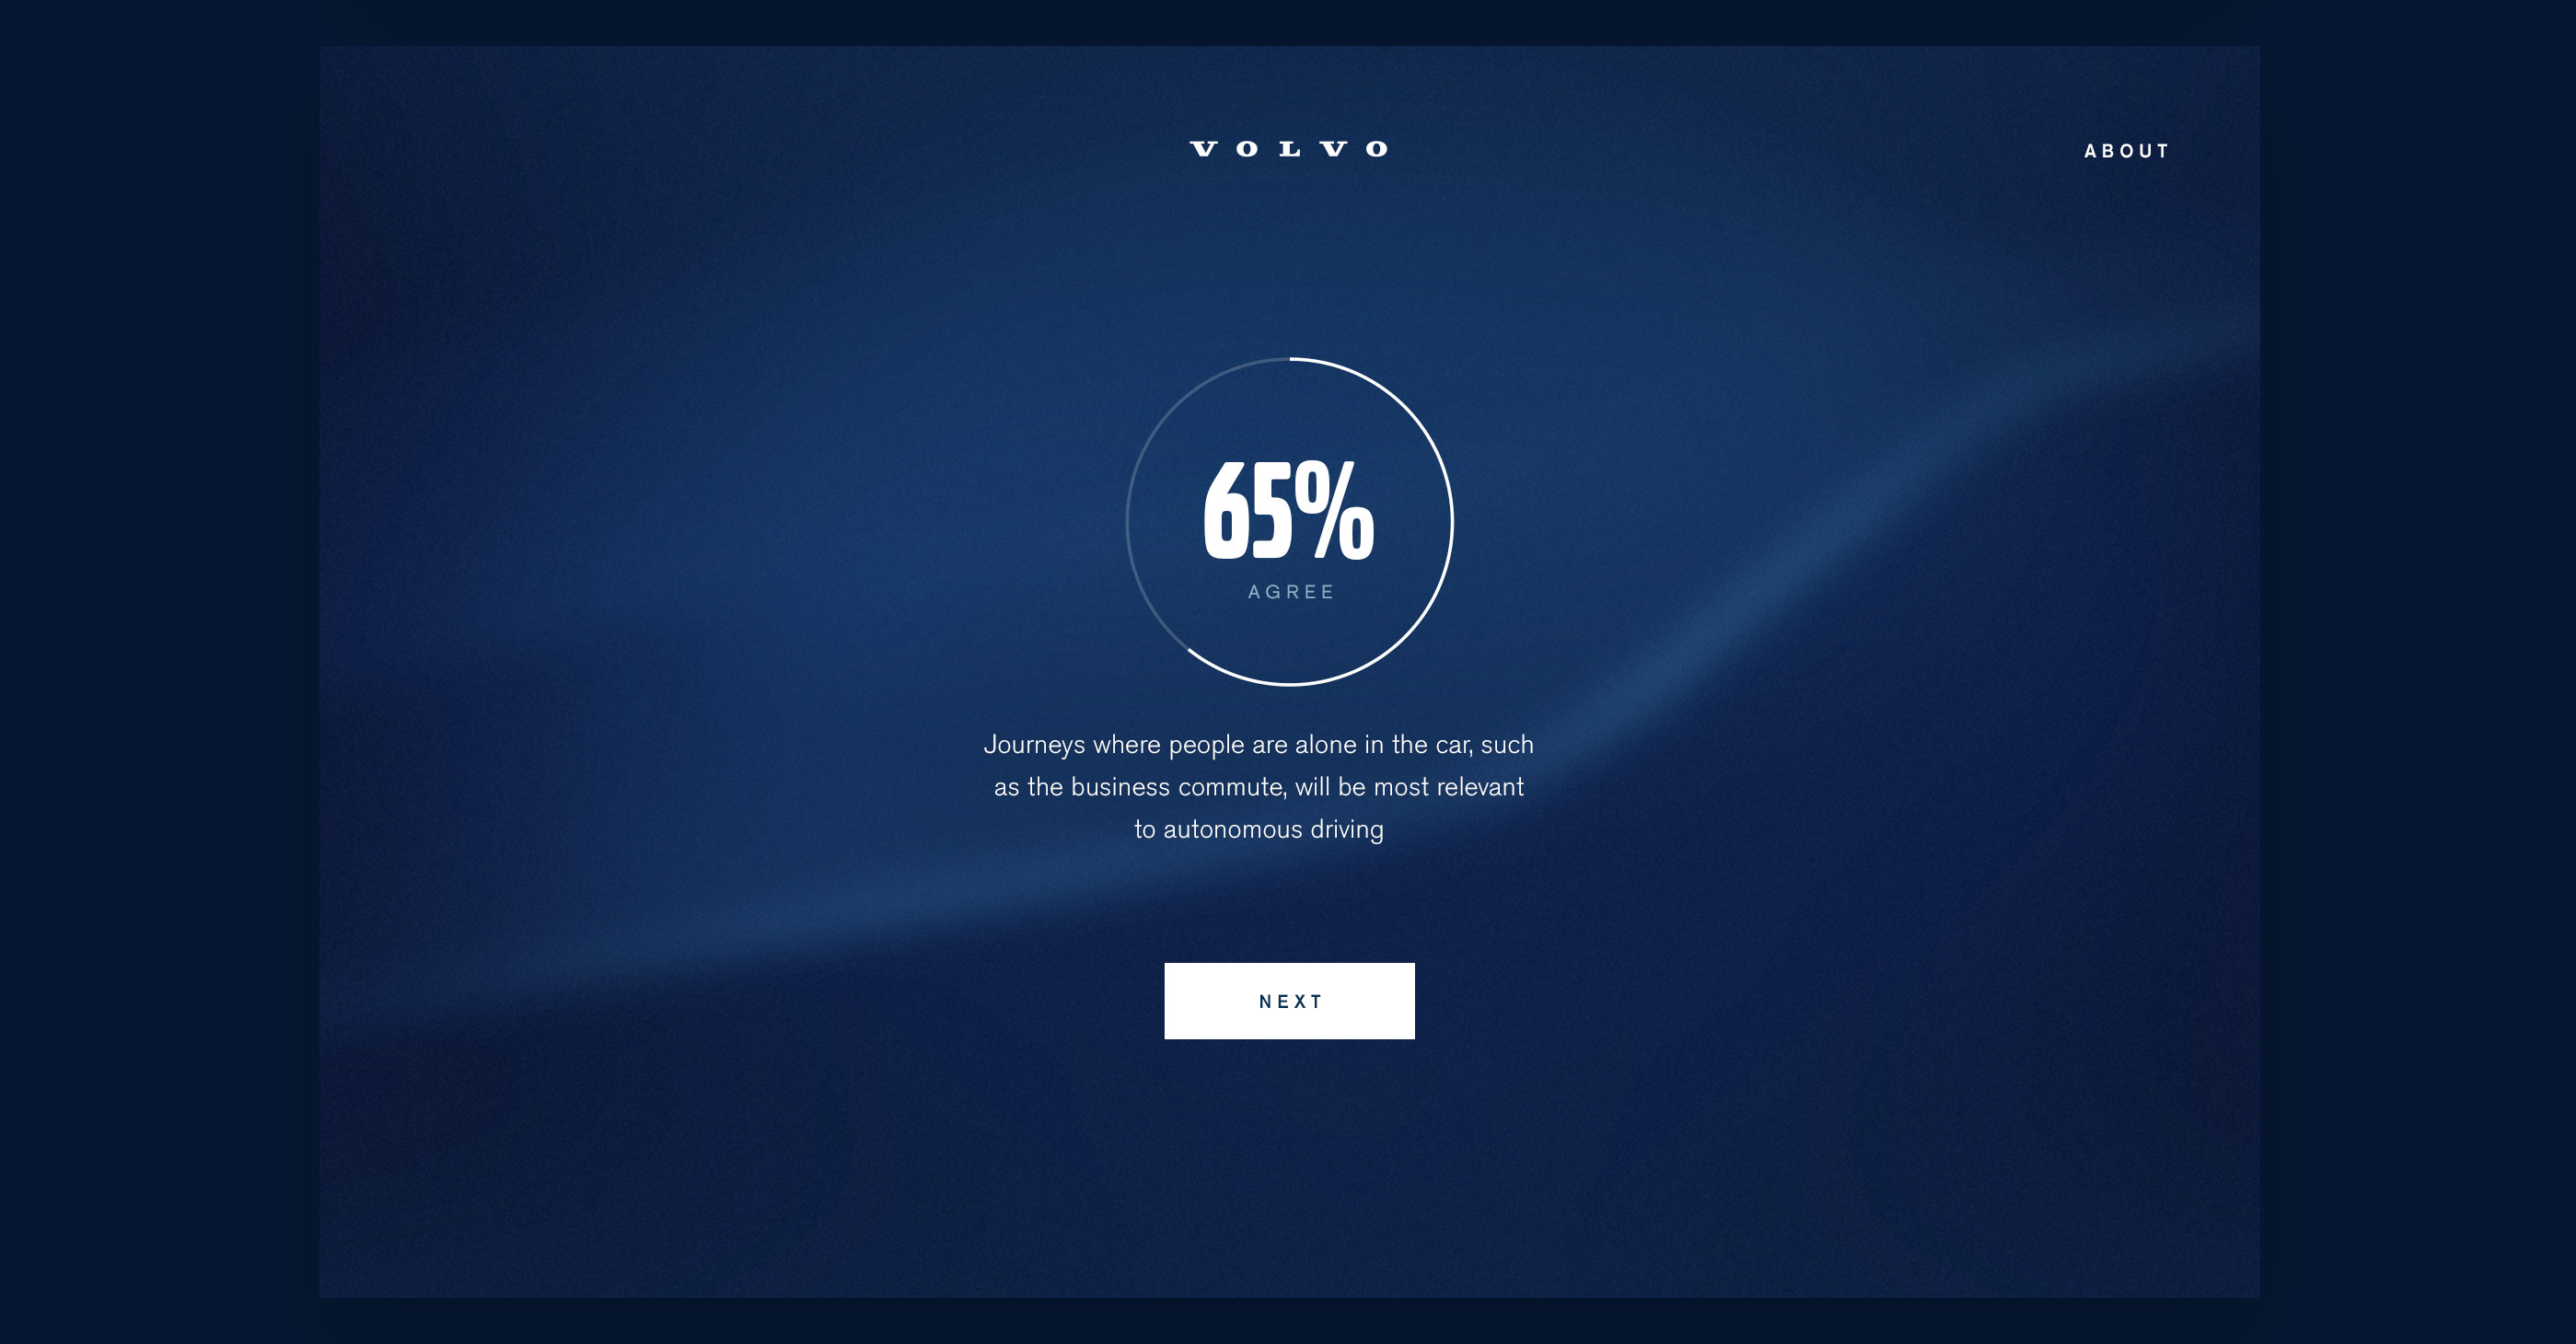 VOLVO
ABOUT
65%
AGREE
Journeys where people are alone in the car, such
as the business commute, will be most relevant
to autonomous driving
NEXT